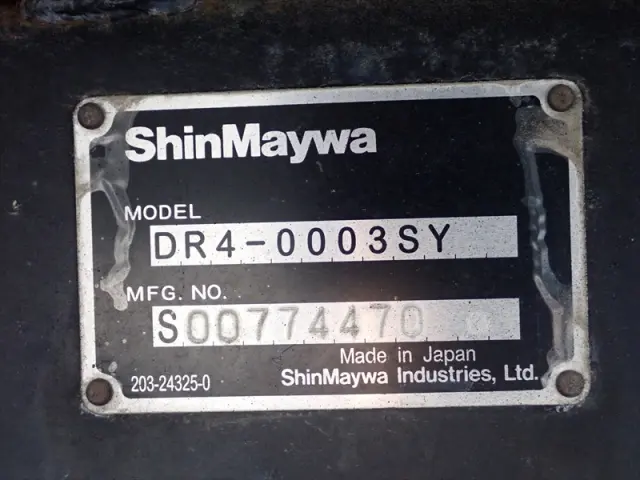 ShinMaywa
MODEL
DR4-0003SY
MFG. NO.
S00774470
Made in Japan
203-24325-0
ShinMaywa Industries, Ltd.